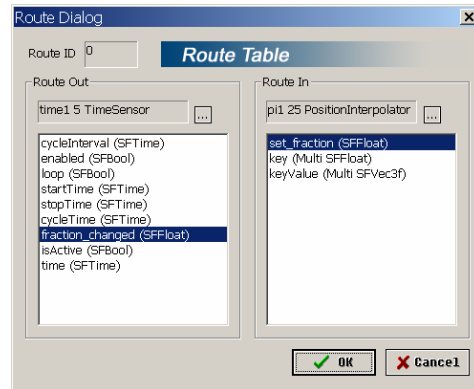 Route Dialog
Route ID 0
Route Table
Route Out
time1 5 TimeSensor ...
cycleInterval (SFTime)
enabled (SFBool)
loop (SFBool)
startTime (SFTime)
stopTime (SFTime)
cycleTime (SFTime)
fraction_changed (SFFloat)
isActive (SFBool)
time (SFTime)
Route In
pi1 25 PositionInterpolator ...
set_fraction (SFFloat)
key (Multi SFFloat)
keyValue (Multi SFVec3f)
OK
Cancel